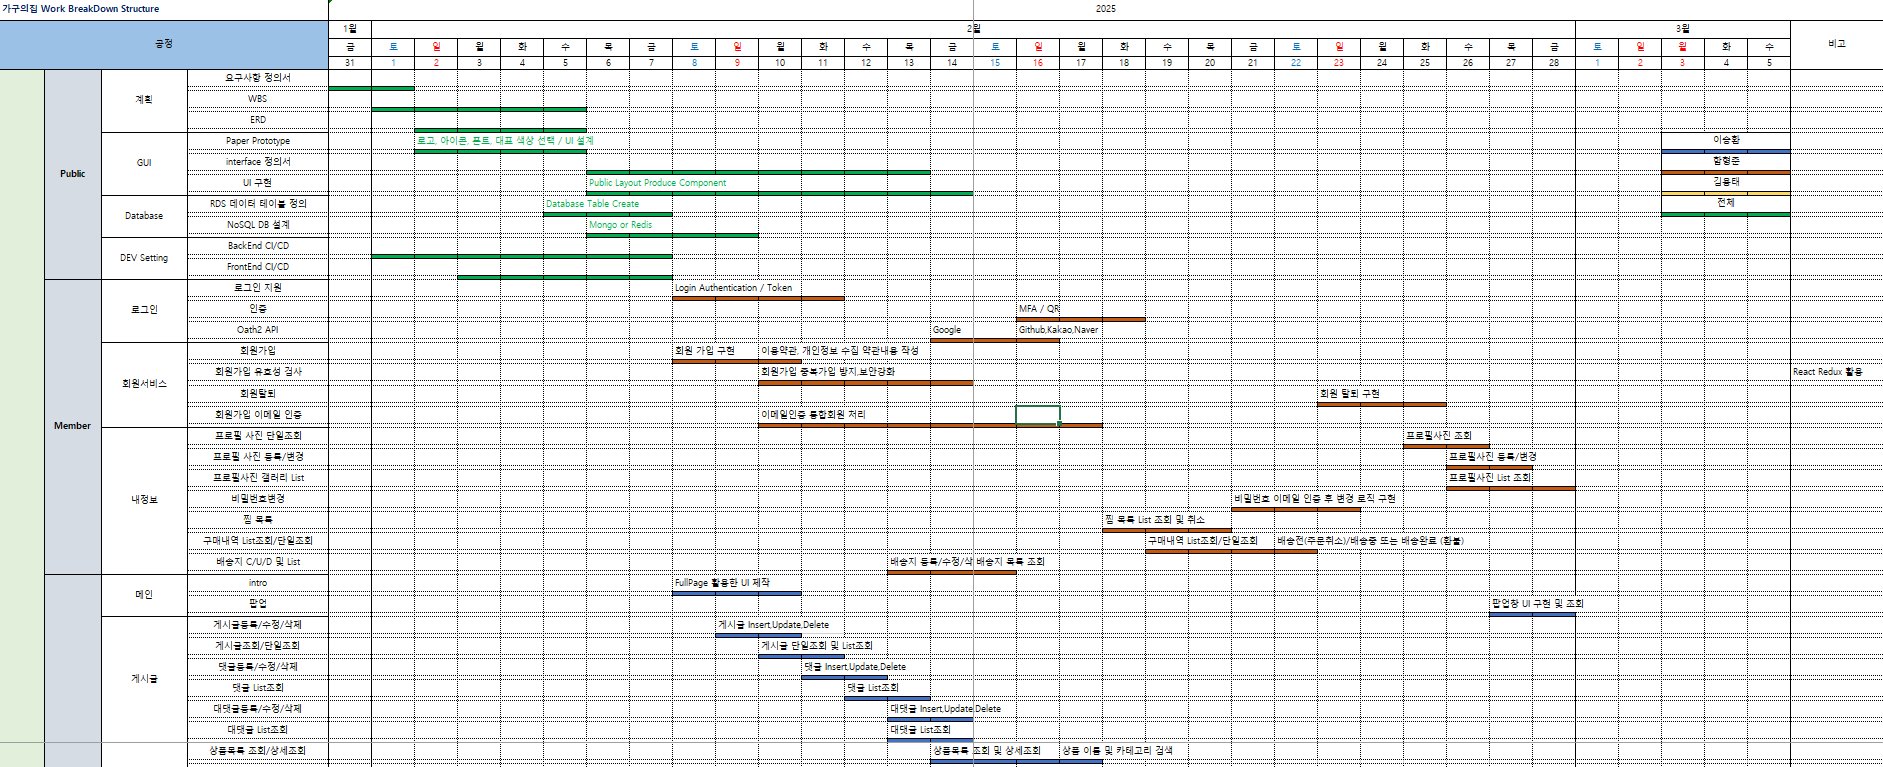 가구의집 Work BreakDown Structure
2025
공정
1월
2월
3월
비고
금 토 일 월 화 수 목 금 토 일 월 화 수 목 금 토 일 월 화 수 목 금 토 일 월 화 수 목 금 토 일 월 화 수
31 1 2 3 4 5 6 7 8 9 10 11 12 13 14 15 16 17 18 19 20 21 22 23 24 25 26 27 28 1 2 3 4 5
Public
계획
요구사항 정의서
WBS
ERD
GUI
Paper Prototype
로고, 아이콘, 폰트, 대표 색상 선택 / UI 설계
이승환
interface 정의서
함형준
UI 구현
Public Layout Produce Component
김용태
Database
RDS 데이터 테이블 정의
Database Table Create
전체
NoSQL DB 설계
Mongo or Redis
DEV Setting
BackEnd CI/CD
FrontEnd CI/CD
Member
로그인
로그인 지원
Login Authentication / Token
인증
MFA / QR
Oath2 API
Google
Github,Kakao,Naver
회원서비스
회원가입
회원 가입 구현
이용약관, 개인정보 수집 약관내용 작성
회원가입 유효성 검사
회원가입 중복가입 방지,보안강화
React Redux 활용
회원탈퇴
회원 탈퇴 구현
회원가입 이메일 인증
이메일인증 통합회원 처리
내정보
프로필 사진 단일조회
프로필사진 조회
프로필 사진 등록/변경
프로필사진 등록/변경
프로필사진 갤러리 List
프로필사진 List 조회
비밀번호변경
비밀번호 이메일 인증 후 변경 로직 구현
찜 목록
찜 목록 List 조회 및 취소
구매내역 List조회/단일조회
구매내역 List조회/단일조회
배송전(주문취소)/배송중 또는 배송완료 (환불)
배송지 C/U/D 및 List
배송지 등록/수정/삭
배송지 목록 조회
메인
intro
FullPage 활용한 UI 제작
팝업
팝업창 UI 구현 및 조회
게시글
게시글등록/수정/삭제
게시글 Insert,Update,Delete
게시글조회/단일조회
게시글 단일조회 및 List조회
댓글등록/수정/삭제
댓글 Insert,Update,Delete
댓글 List조회
댓글 List조회
대댓글등록/수정/삭제
대댓글 Insert,Update,Delete
대댓글 List조회
대댓글 List조회
상품목록 조회/상세조회
상품목록 조회 및 상세조회
상품 이름 및 카테고리 검색